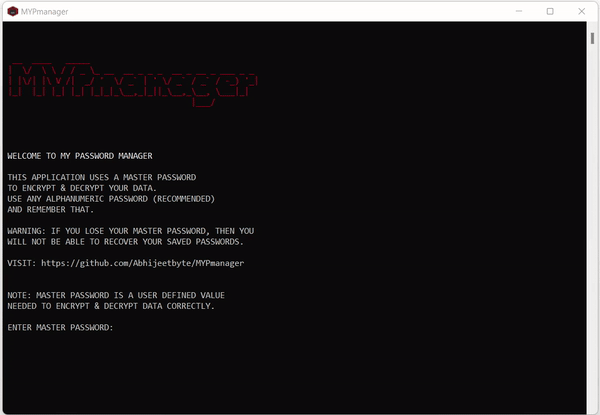 MYPmanager
MYPmanager
WELCOME TO MY PASSWORD MANAGER
THIS APPLICATION USES A MASTER PASSWORD
TO ENCRYPT & DECRYPT YOUR DATA.
USE ANY ALPHANUMERIC PASSWORD (RECOMMENDED)
AND REMEMBER THAT.
WARNING: IF YOU LOSE YOUR MASTER PASSWORD, THEN YOU
WILL NOT BE ABLE TO RECOVER YOUR SAVED PASSWORDS.
VISIT: https://github.com/Abhijeetbyte/MYPmanager
NOTE: MASTER PASSWORD IS A USER DEFINED VALUE
NEEDED TO ENCRYPT & DECRYPT DATA CORRECTLY.
ENTER MASTER PASSWORD: